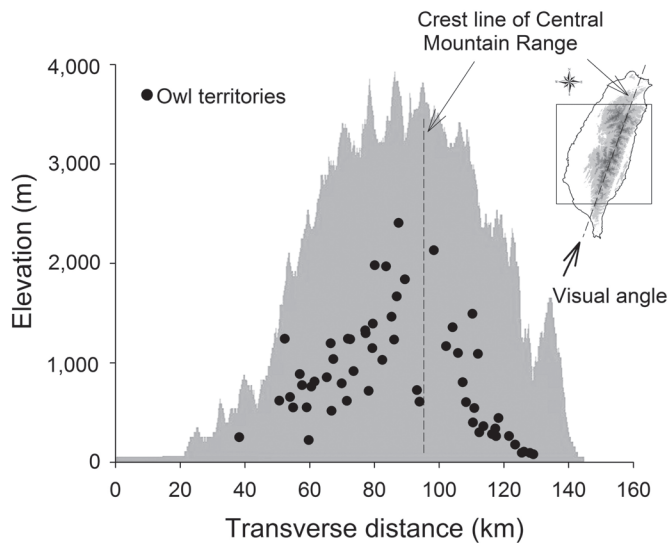 Crest line of Central
Mountain Range
4,000
Owl territories
3,000
2,000
Visual angle
1,000
0
Elevation (m)
0 20 40 60 80 100 120 140 160
Transverse distance (km)